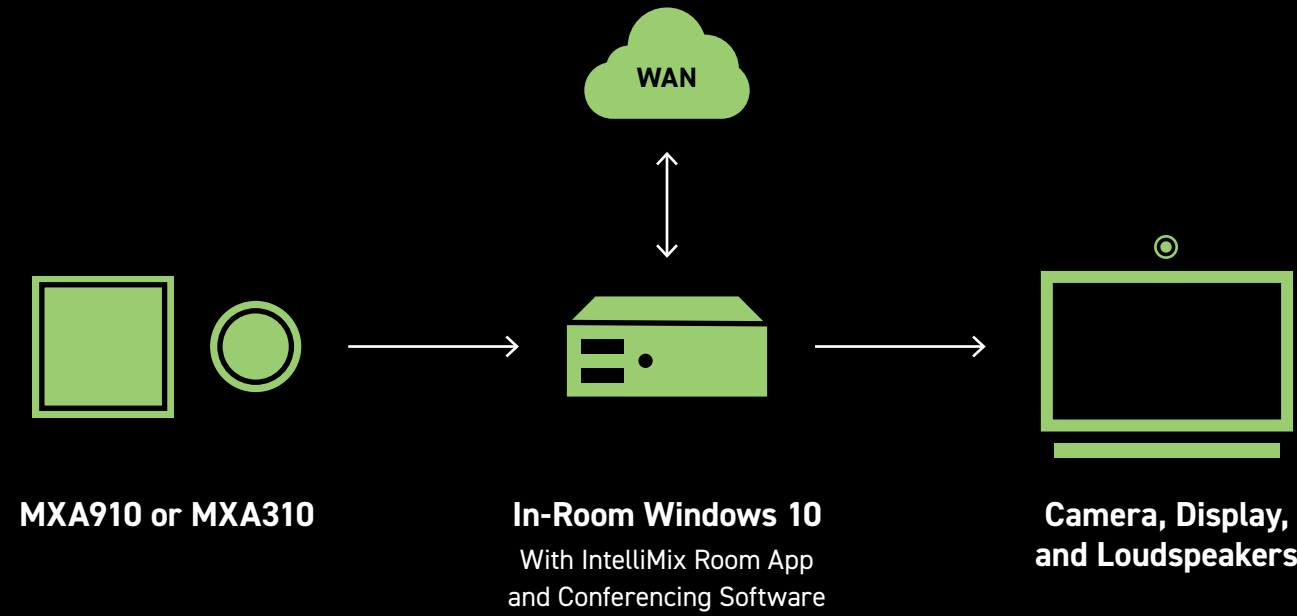 WAN
MXA910 or MXA310
In-Room Windows 10
With IntelliMix Room App
and Conferencing Software
Camera, Display,
and Loudspeakers